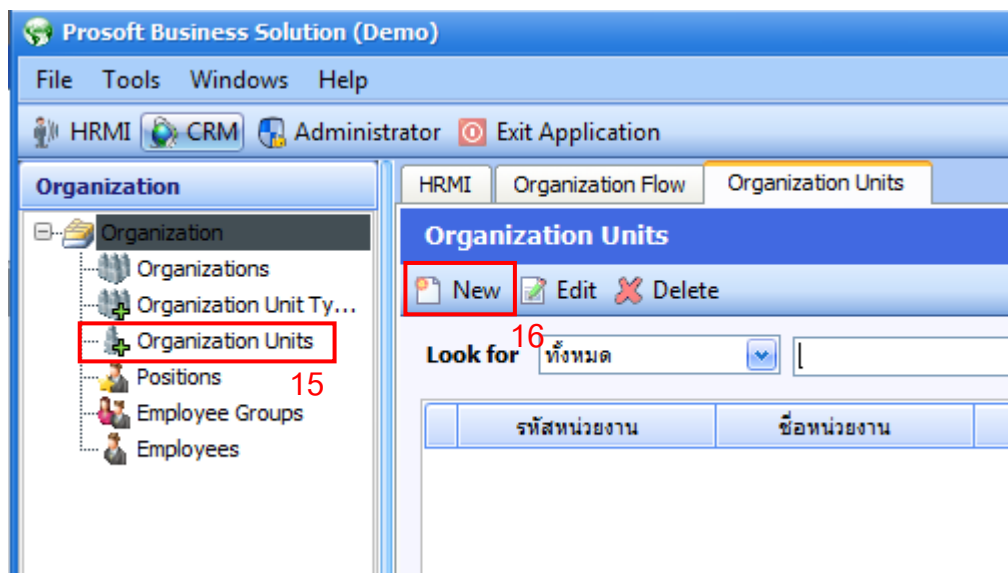 Prosoft Business Solution (Demo)
File Tools Windows Help
HRMI CRM Administrator Exit Application
Organization
HRMI Organization Flow Organization Units
Organization
Organizations
Organization Unit Ty...
Organization Units
15
Positions
Employee Groups
Employees
Organization Units
New Edit Delete
16
Look for ทั้งหมด
รหัสหน่วยงาน ชื่อหน่วยงาน